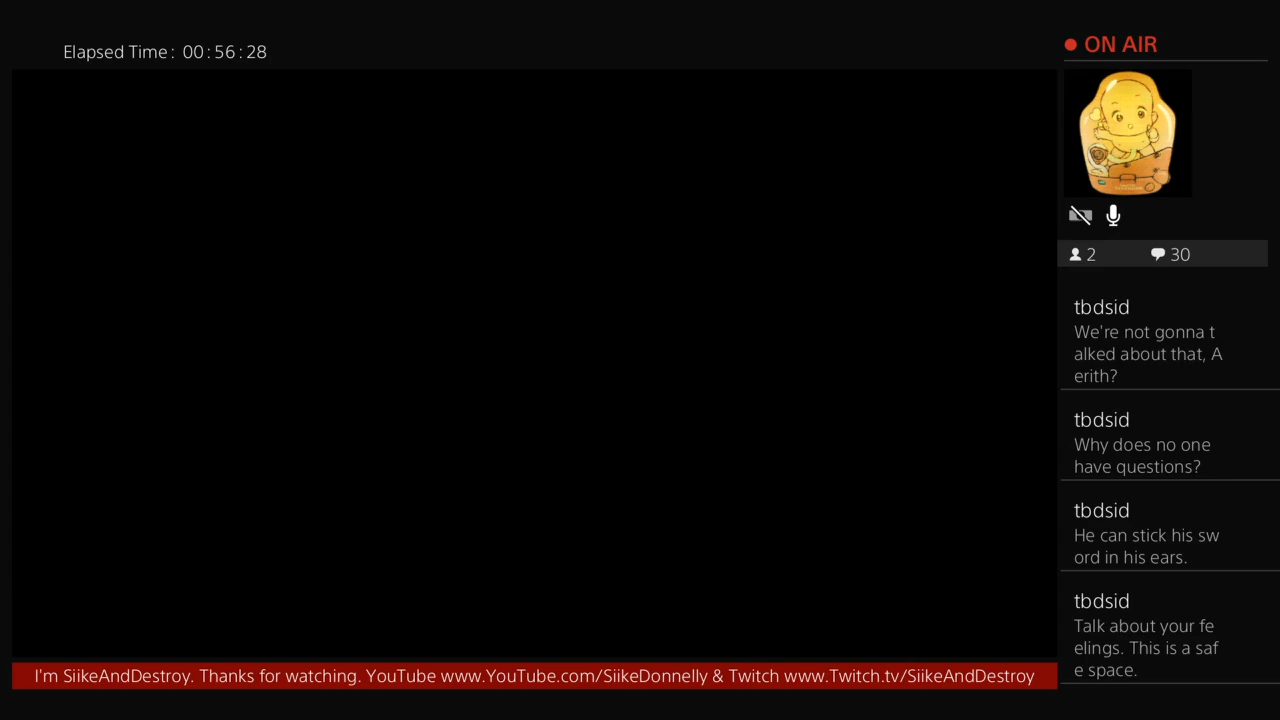 Elapsed Time: 00:56:28
ON AIR
2 30
tbdsid
We're not gonna t
alked about that, A
erith?
tbdsid
Why does no one
have questions?
tbdsid
He can stick his sw
ord in his ears.
tbdsid
Talk about your fe
elings. This is a saf
e space.
I'm SiikeAndDestroy. Thanks for watching. YouTube www.YouTube.com/SiikeDonnelly & Twitch www.Twitch.tv/SiikeAndDestroy